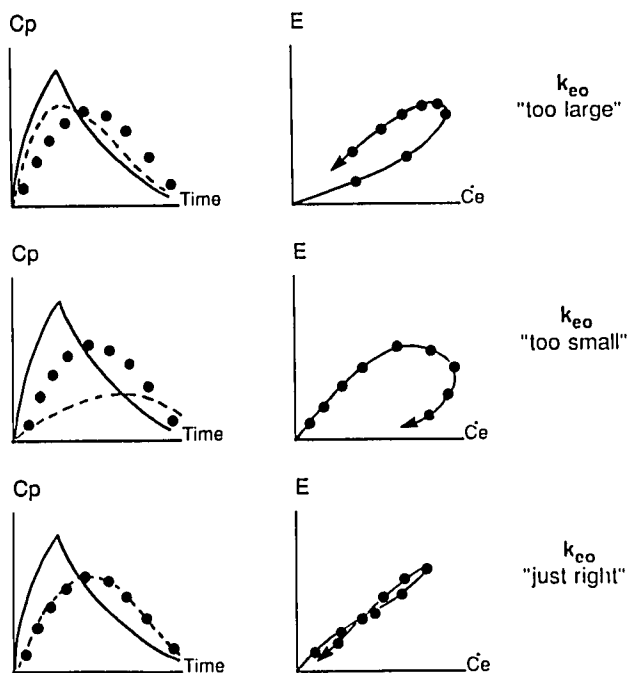 Cp
E
keo
"too large"
Time
Ce
Cp
E
keo
"too small"
Time
Ce
Cp
E
keo
"just right"
Time
Ce